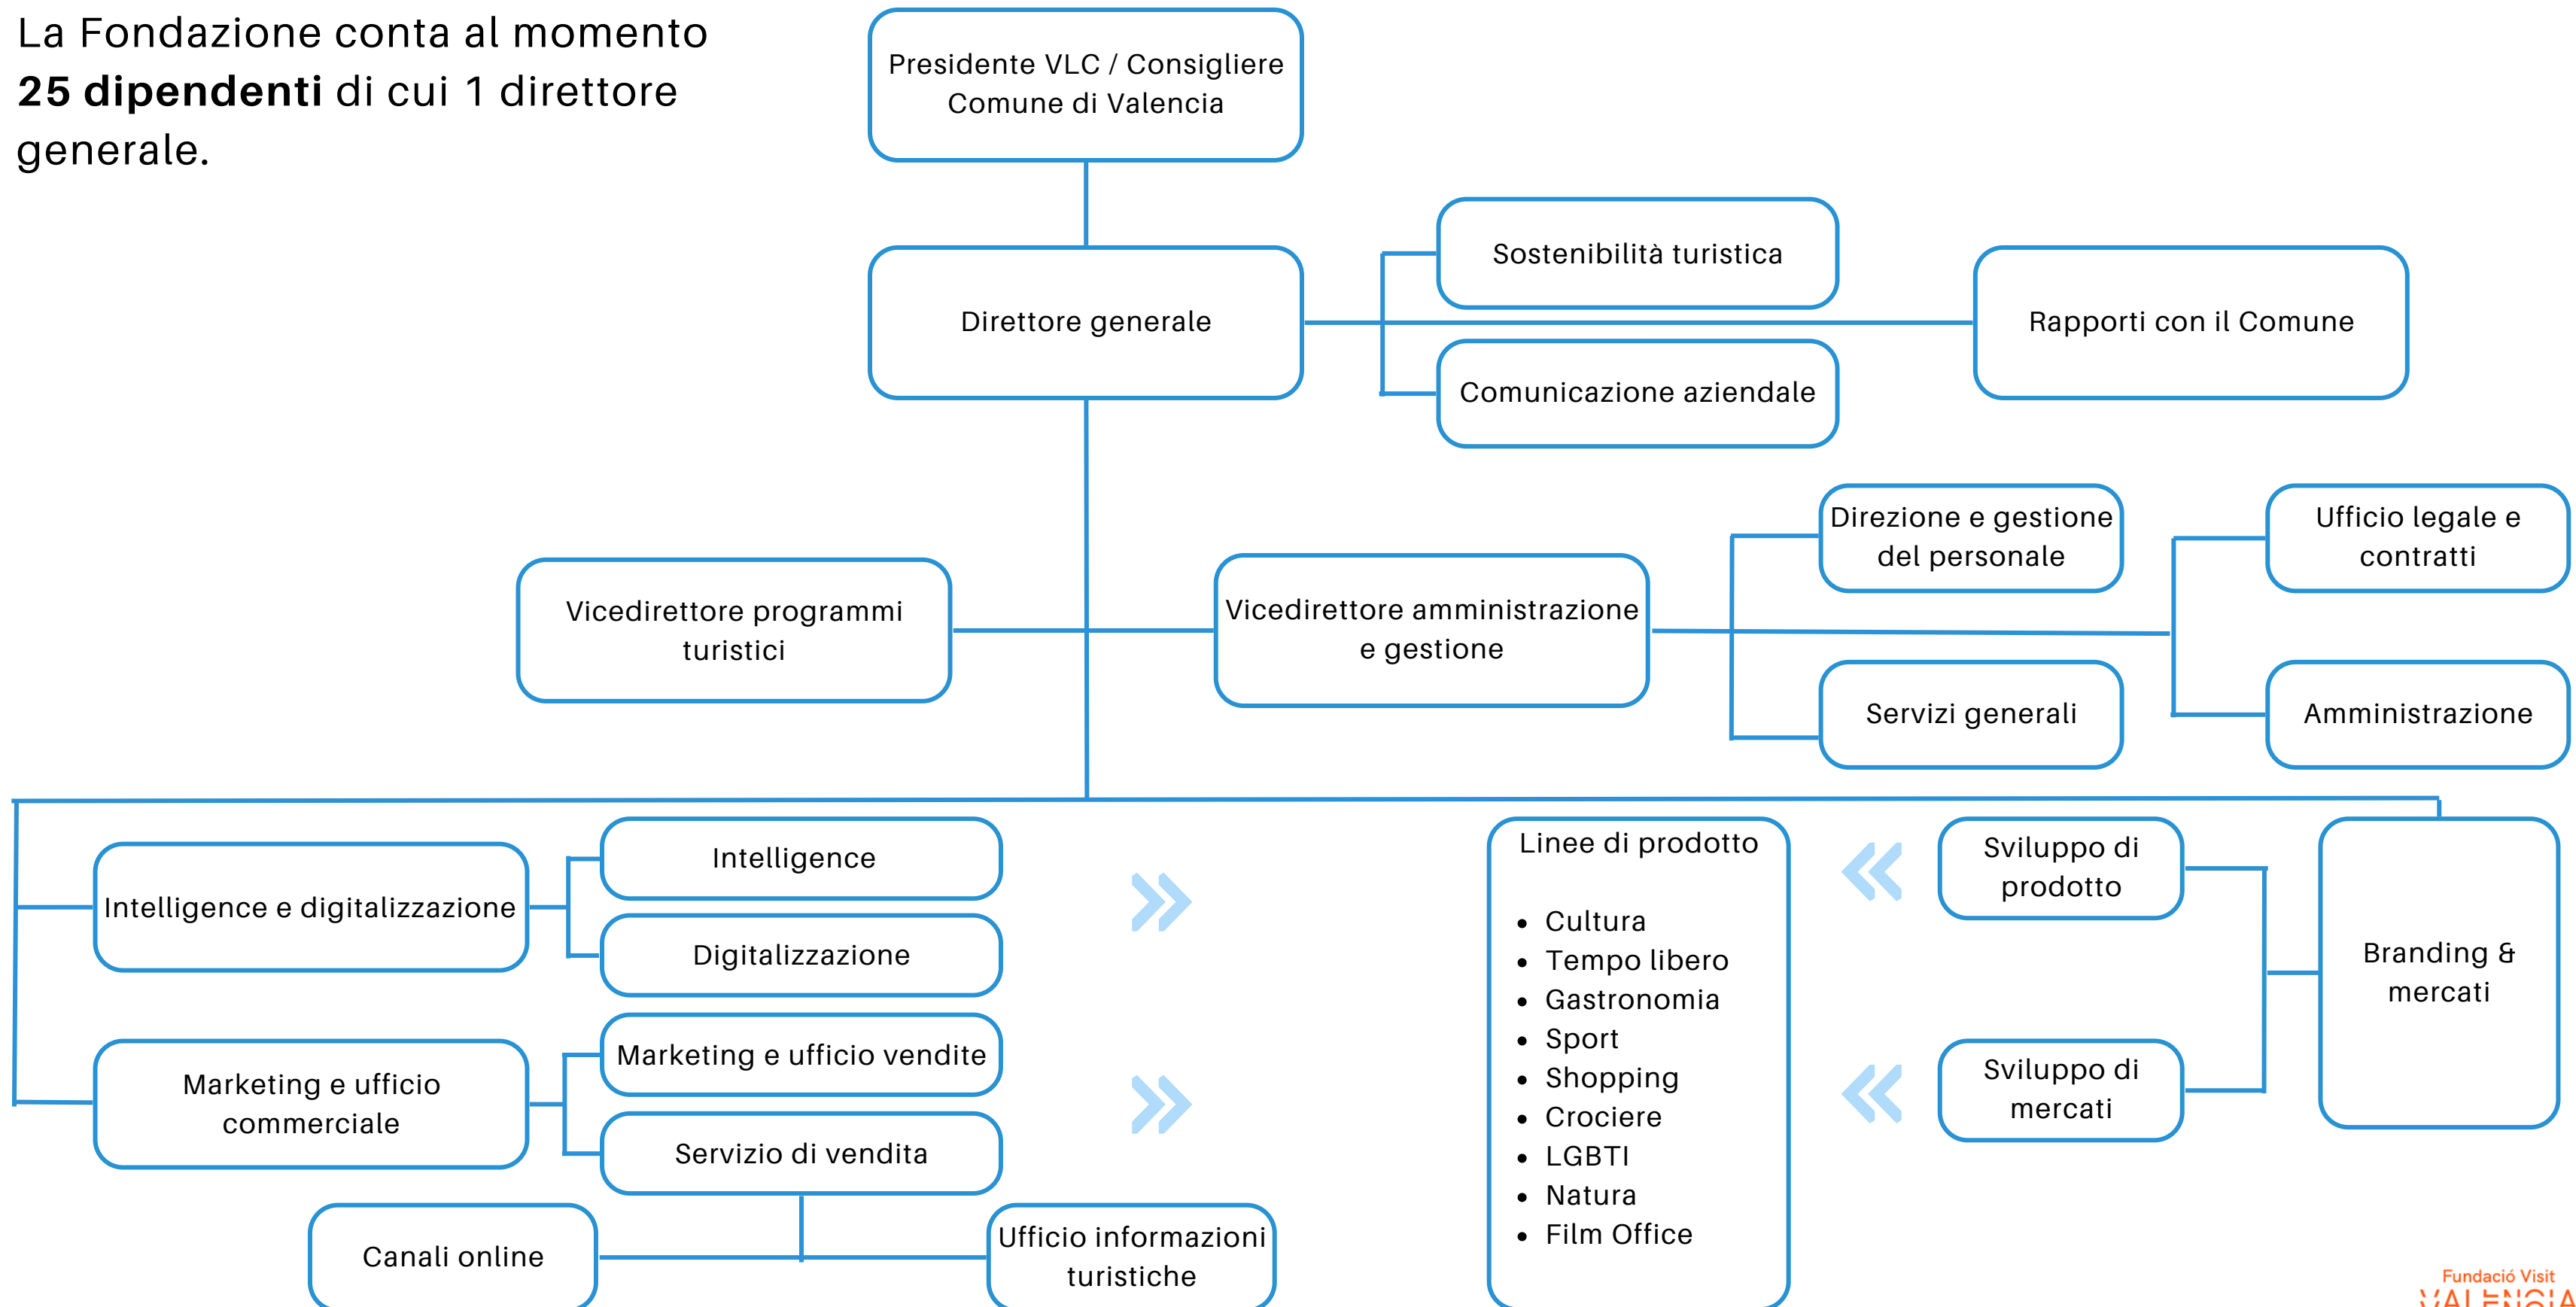 La Fondazione conta al momento
25 dipendenti di cui 1 direttore
generale.
Presidente VLC / Consigliere
Comune di Valencia
Direttore generale
Sostenibilità turistica
Comunicazione aziendale
Rapporti con il Comune
Vicedirettore programmi
turistici
Vicedirettore amministrazione
e gestione
Direzione e gestione
del personale
Servizi generali
Ufficio legale e
contratti
Amministrazione
Intelligence e digitalizzazione
Intelligence
Digitalizzazione
Marketing e ufficio
commerciale
Marketing e ufficio vendite
Servizio di vendita
Canali online
Ufficio informazioni
turistiche
Linee di prodotto
• Cultura
• Tempo libero
• Gastronomia
• Sport
• Shopping
• Crociere
• LGBTI
• Natura
• Film Office
Sviluppo di
prodotto
Sviluppo di
mercati
Branding &
mercati
Fundació Visit
VALÈNCIA